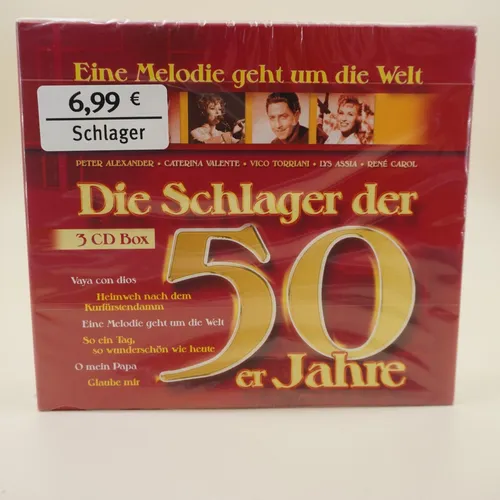 Eine Melodie geht um die Welt
6,99 €
Schlager
PETER ALEXANDER • CATERINA VALENTE • VICO TORRIANI • LYS ASSIA • RENÉ CAROL
Die Schlager der
3 CD Box
50
er Jahre
Vaya con dios
Heimweh nach dem
Kurfürstendamm
Eine Melodie geht um die Welt
So ein Tag,
so wunderschön wie heute
O mein Papa
Glaube mir